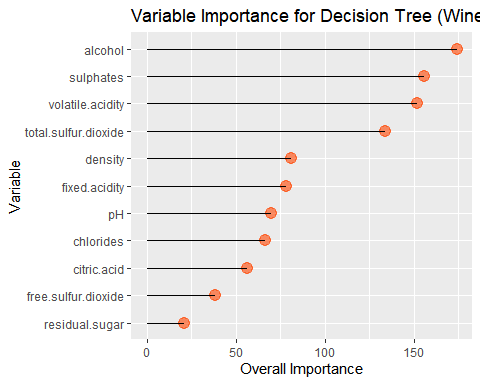 Variable Importance for Decision Tree (Wine
alcohol
sulphates
volatile.acidity
total.sulfur.dioxide
density
fixed.acidity
pH
chlorides
citric.acid
free.sulfur.dioxide
residual.sugar
Variable
0 50 100 150
Overall Importance